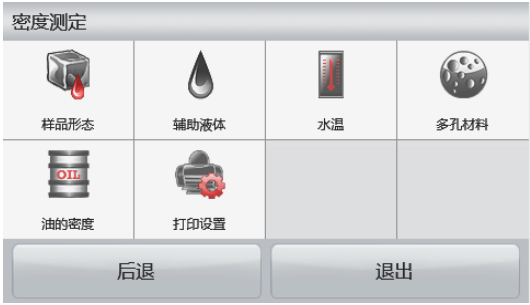 密度测定
样品形态
辅助液体
水温
多孔材料
OIL
油的密度
打印设置
后退
退出